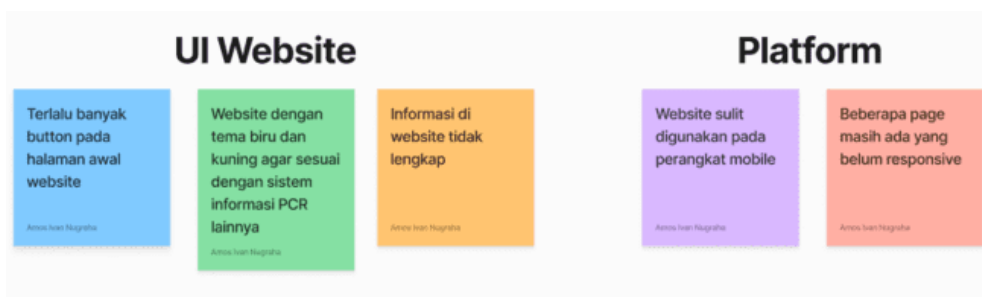 UI Website
Terlalu banyak
button pada
halaman awal
website
Amos Ivan Nugraha
Website dengan
tema biru dan
kuning agar sesuai
dengan sistem
informasi PCR
lainnya
Amos Ivan Nugraha
Informasi di
website tidak
lengkap
Amos Ivan Nugraha
Platform
Website sulit
digunakan pada
perangkat mobile
Amos Ivan Nugraha
Beberapa page
masih ada yang
belum responsive
Amos Ivan Nugraha